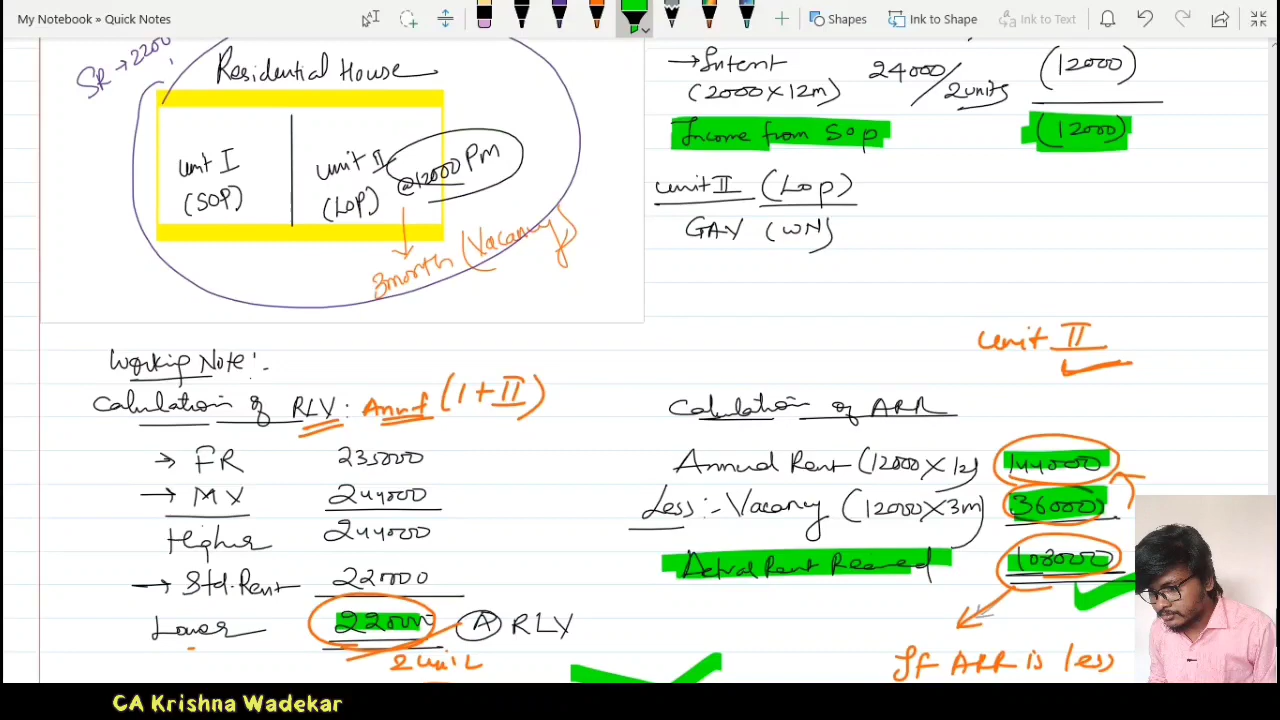 My Notebook » Quick Notes
Shapes
Ink to Shape
Ink to Text
SR → 2200
Residential House
unit I
(SOP)
unit II
(LOP)
@12000 Pm
3month (Vacancy)
→ Interest
(2000 X 12m)
24000/2units
(12000)
Income from Sop
(12000)
unit II (Lop)
GAV (WN)
Working Note:-
Calculation of RLV: (I + II)
→ FR 235000
→ MV 244000
Higher 244000
→ Std. Rent 220000
Lower 220000 (A) RLV
2 unit
unit II
Calculation of ARR
Annual Rent (12000 X 12) 144000
Less:- Vacancy (12000 X 3m) 36000
Actual Rent Received 108000
If ARR is less
CA Krishna Wadekar